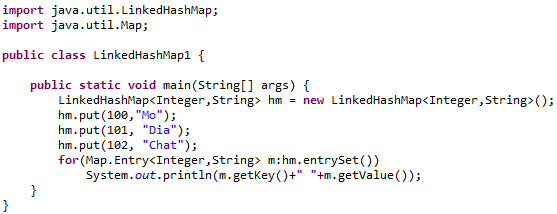 import java.util.LinkedHashMap;
import java.util.Map;
public class LinkedHashMap1 {
public static void main(String[] args) {
LinkedHashMap<Integer,String> hm = new LinkedHashMap<Integer,String>();
hm.put(100,"Mo");
hm.put(101, "Dia");
hm.put(102, "Chat");
for(Map.Entry<Integer,String> m:hm.entrySet())
System.out.println(m.getKey()+" "+m.getValue());
}
}